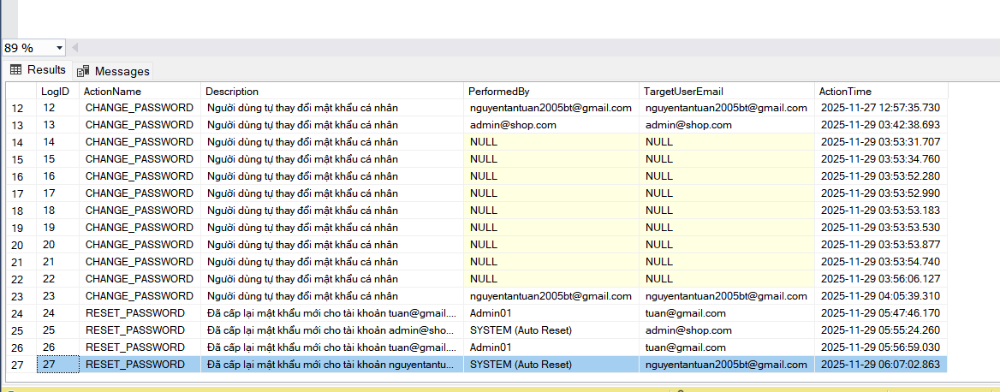 89 %
Results Messages
LogID ActionName Description PerformedBy TargetUserEmail ActionTime
12 12 CHANGE_PASSWORD Người dùng tự thay đổi mật khẩu cá nhân nguyentantuan2005bt@gmail.com nguyentantuan2005bt@gmail.com 2025-11-27 12:57:35.730
13 13 CHANGE_PASSWORD Người dùng tự thay đổi mật khẩu cá nhân admin@shop.com admin@shop.com 2025-11-29 03:42:38.693
14 14 CHANGE_PASSWORD Người dùng tự thay đổi mật khẩu cá nhân NULL NULL 2025-11-29 03:53:31.707
15 15 CHANGE_PASSWORD Người dùng tự thay đổi mật khẩu cá nhân NULL NULL 2025-11-29 03:53:34.760
16 16 CHANGE_PASSWORD Người dùng tự thay đổi mật khẩu cá nhân NULL NULL 2025-11-29 03:53:52.280
17 17 CHANGE_PASSWORD Người dùng tự thay đổi mật khẩu cá nhân NULL NULL 2025-11-29 03:53:52.990
18 18 CHANGE_PASSWORD Người dùng tự thay đổi mật khẩu cá nhân NULL NULL 2025-11-29 03:53:53.183
19 19 CHANGE_PASSWORD Người dùng tự thay đổi mật khẩu cá nhân NULL NULL 2025-11-29 03:53:53.530
20 20 CHANGE_PASSWORD Người dùng tự thay đổi mật khẩu cá nhân NULL NULL 2025-11-29 03:53:53.877
21 21 CHANGE_PASSWORD Người dùng tự thay đổi mật khẩu cá nhân NULL NULL 2025-11-29 03:53:54.740
22 22 CHANGE_PASSWORD Người dùng tự thay đổi mật khẩu cá nhân NULL NULL 2025-11-29 03:56:06.127
23 23 CHANGE_PASSWORD Người dùng tự thay đổi mật khẩu cá nhân nguyentantuan2005bt@gmail.com nguyentantuan2005bt@gmail.com 2025-11-29 04:05:39.310
24 24 RESET_PASSWORD Đã cấp lại mật khẩu mới cho tài khoản tuan@gmail.... Admin01 tuan@gmail.com 2025-11-29 05:47:46.170
25 25 RESET_PASSWORD Đã cấp lại mật khẩu mới cho tài khoản admin@sho... SYSTEM (Auto Reset) admin@shop.com 2025-11-29 05:55:24.260
26 26 RESET_PASSWORD Đã cấp lại mật khẩu mới cho tài khoản tuan@gmail.... Admin01 tuan@gmail.com 2025-11-29 05:56:59.030
27 27 RESET_PASSWORD Đã cấp lại mật khẩu mới cho tài khoản nguyentantu... SYSTEM (Auto Reset) nguyentantuan2005bt@gmail.com 2025-11-29 06:07:02.863